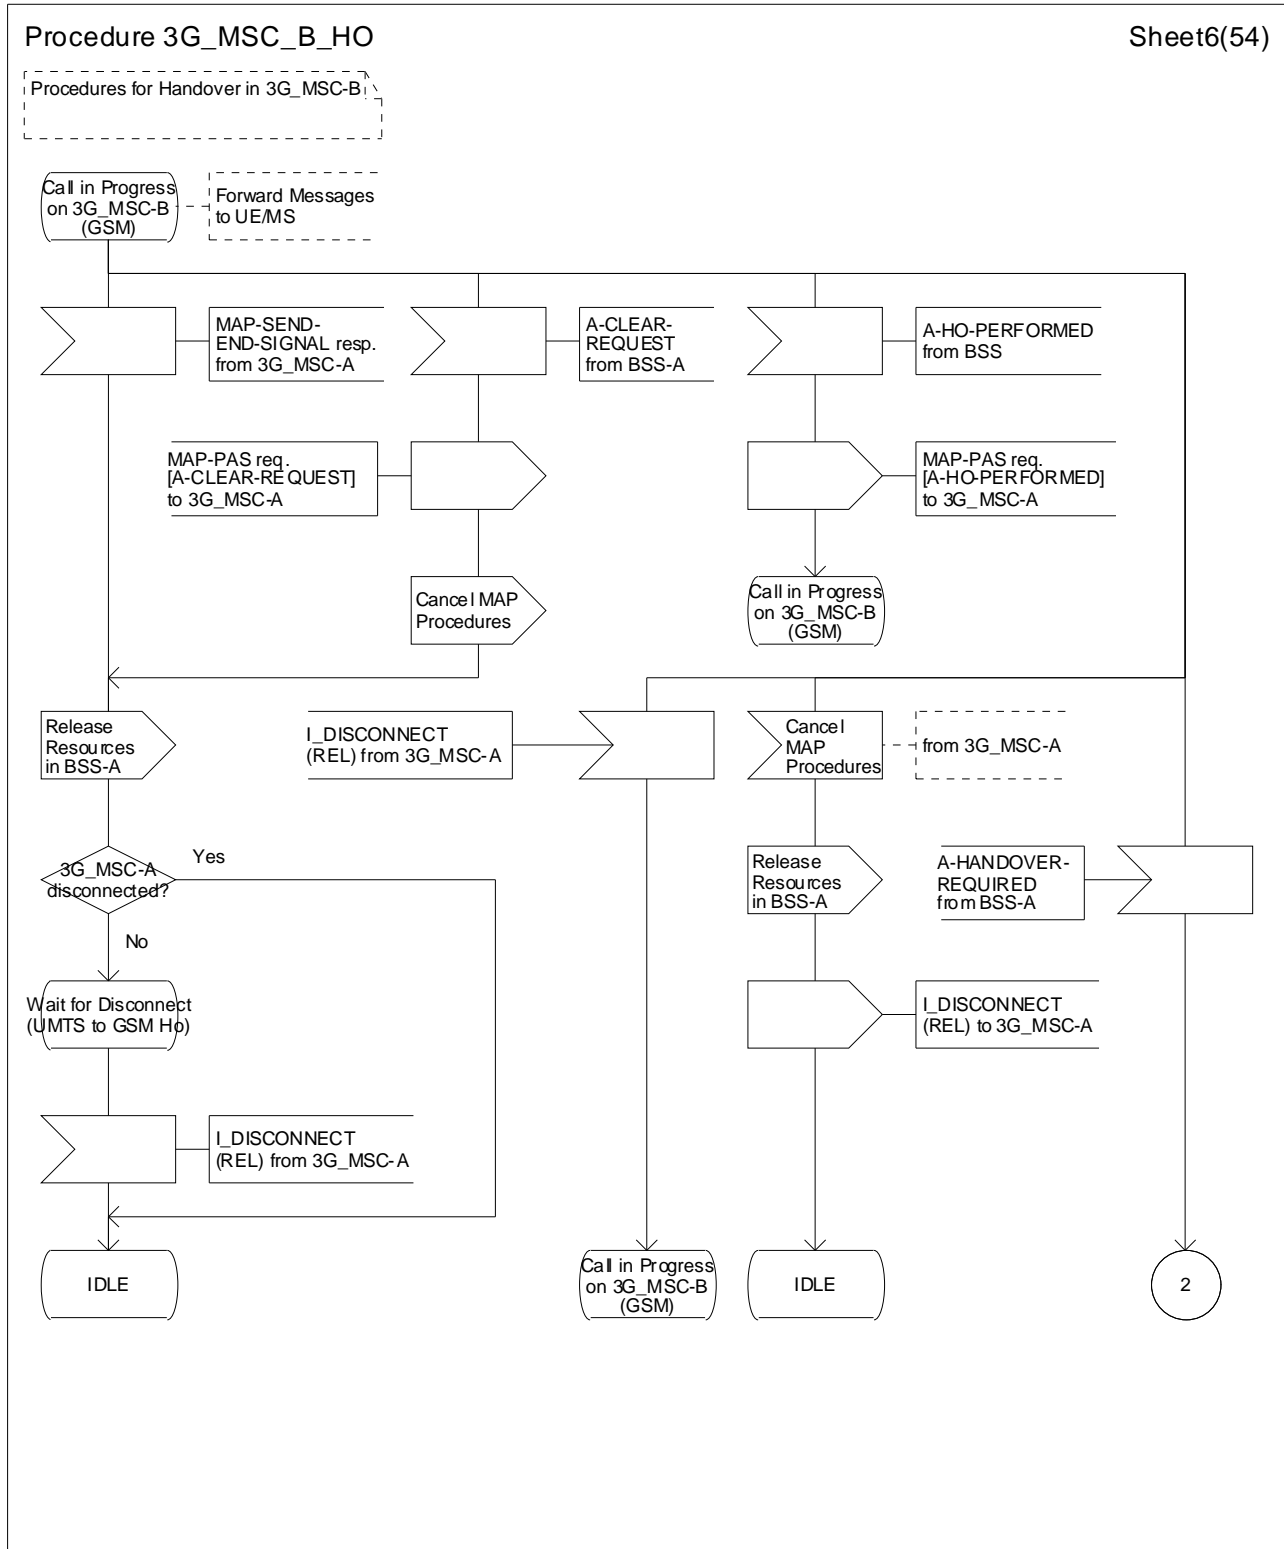 Procedure 3G_MSC_B_HO
Sheet6(54)
Procedures for Handover in 3G_MSC-B
Call in Progress
on 3G_MSC-B
(GSM)
Forward Messages
to UE/MS
MAP-SEND-
END-SIGNAL resp.
from 3G_MSC-A
A-CLEAR-
REQUEST
from BSS-A
A-HO-PERFORMED
from BSS
MAP-PAS req.
[A-CLEAR-REQUEST]
to 3G_MSC-A
MAP-PAS req.
[A-HO-PERFORMED]
to 3G_MSC-A
Cancel MAP
Procedures
Call in Progress
on 3G_MSC-B
(GSM)
Release
Resources
in BSS-A
I_DISCONNECT
(REL) from 3G_MSC-A
Cancel
MAP
Procedures
from 3G_MSC-A
3G_MSC-A
disconnected?
Yes
No
Release
Resources
in BSS-A
A-HANDOVER-
REQUIRED
from BSS-A
Wait for Disconnect
(UMTS to GSM Ho)
I_DISCONNECT
(REL) to 3G_MSC-A
I_DISCONNECT
(REL) from 3G_MSC-A
IDLE
Call in Progress
on 3G_MSC-B
(GSM)
IDLE
2